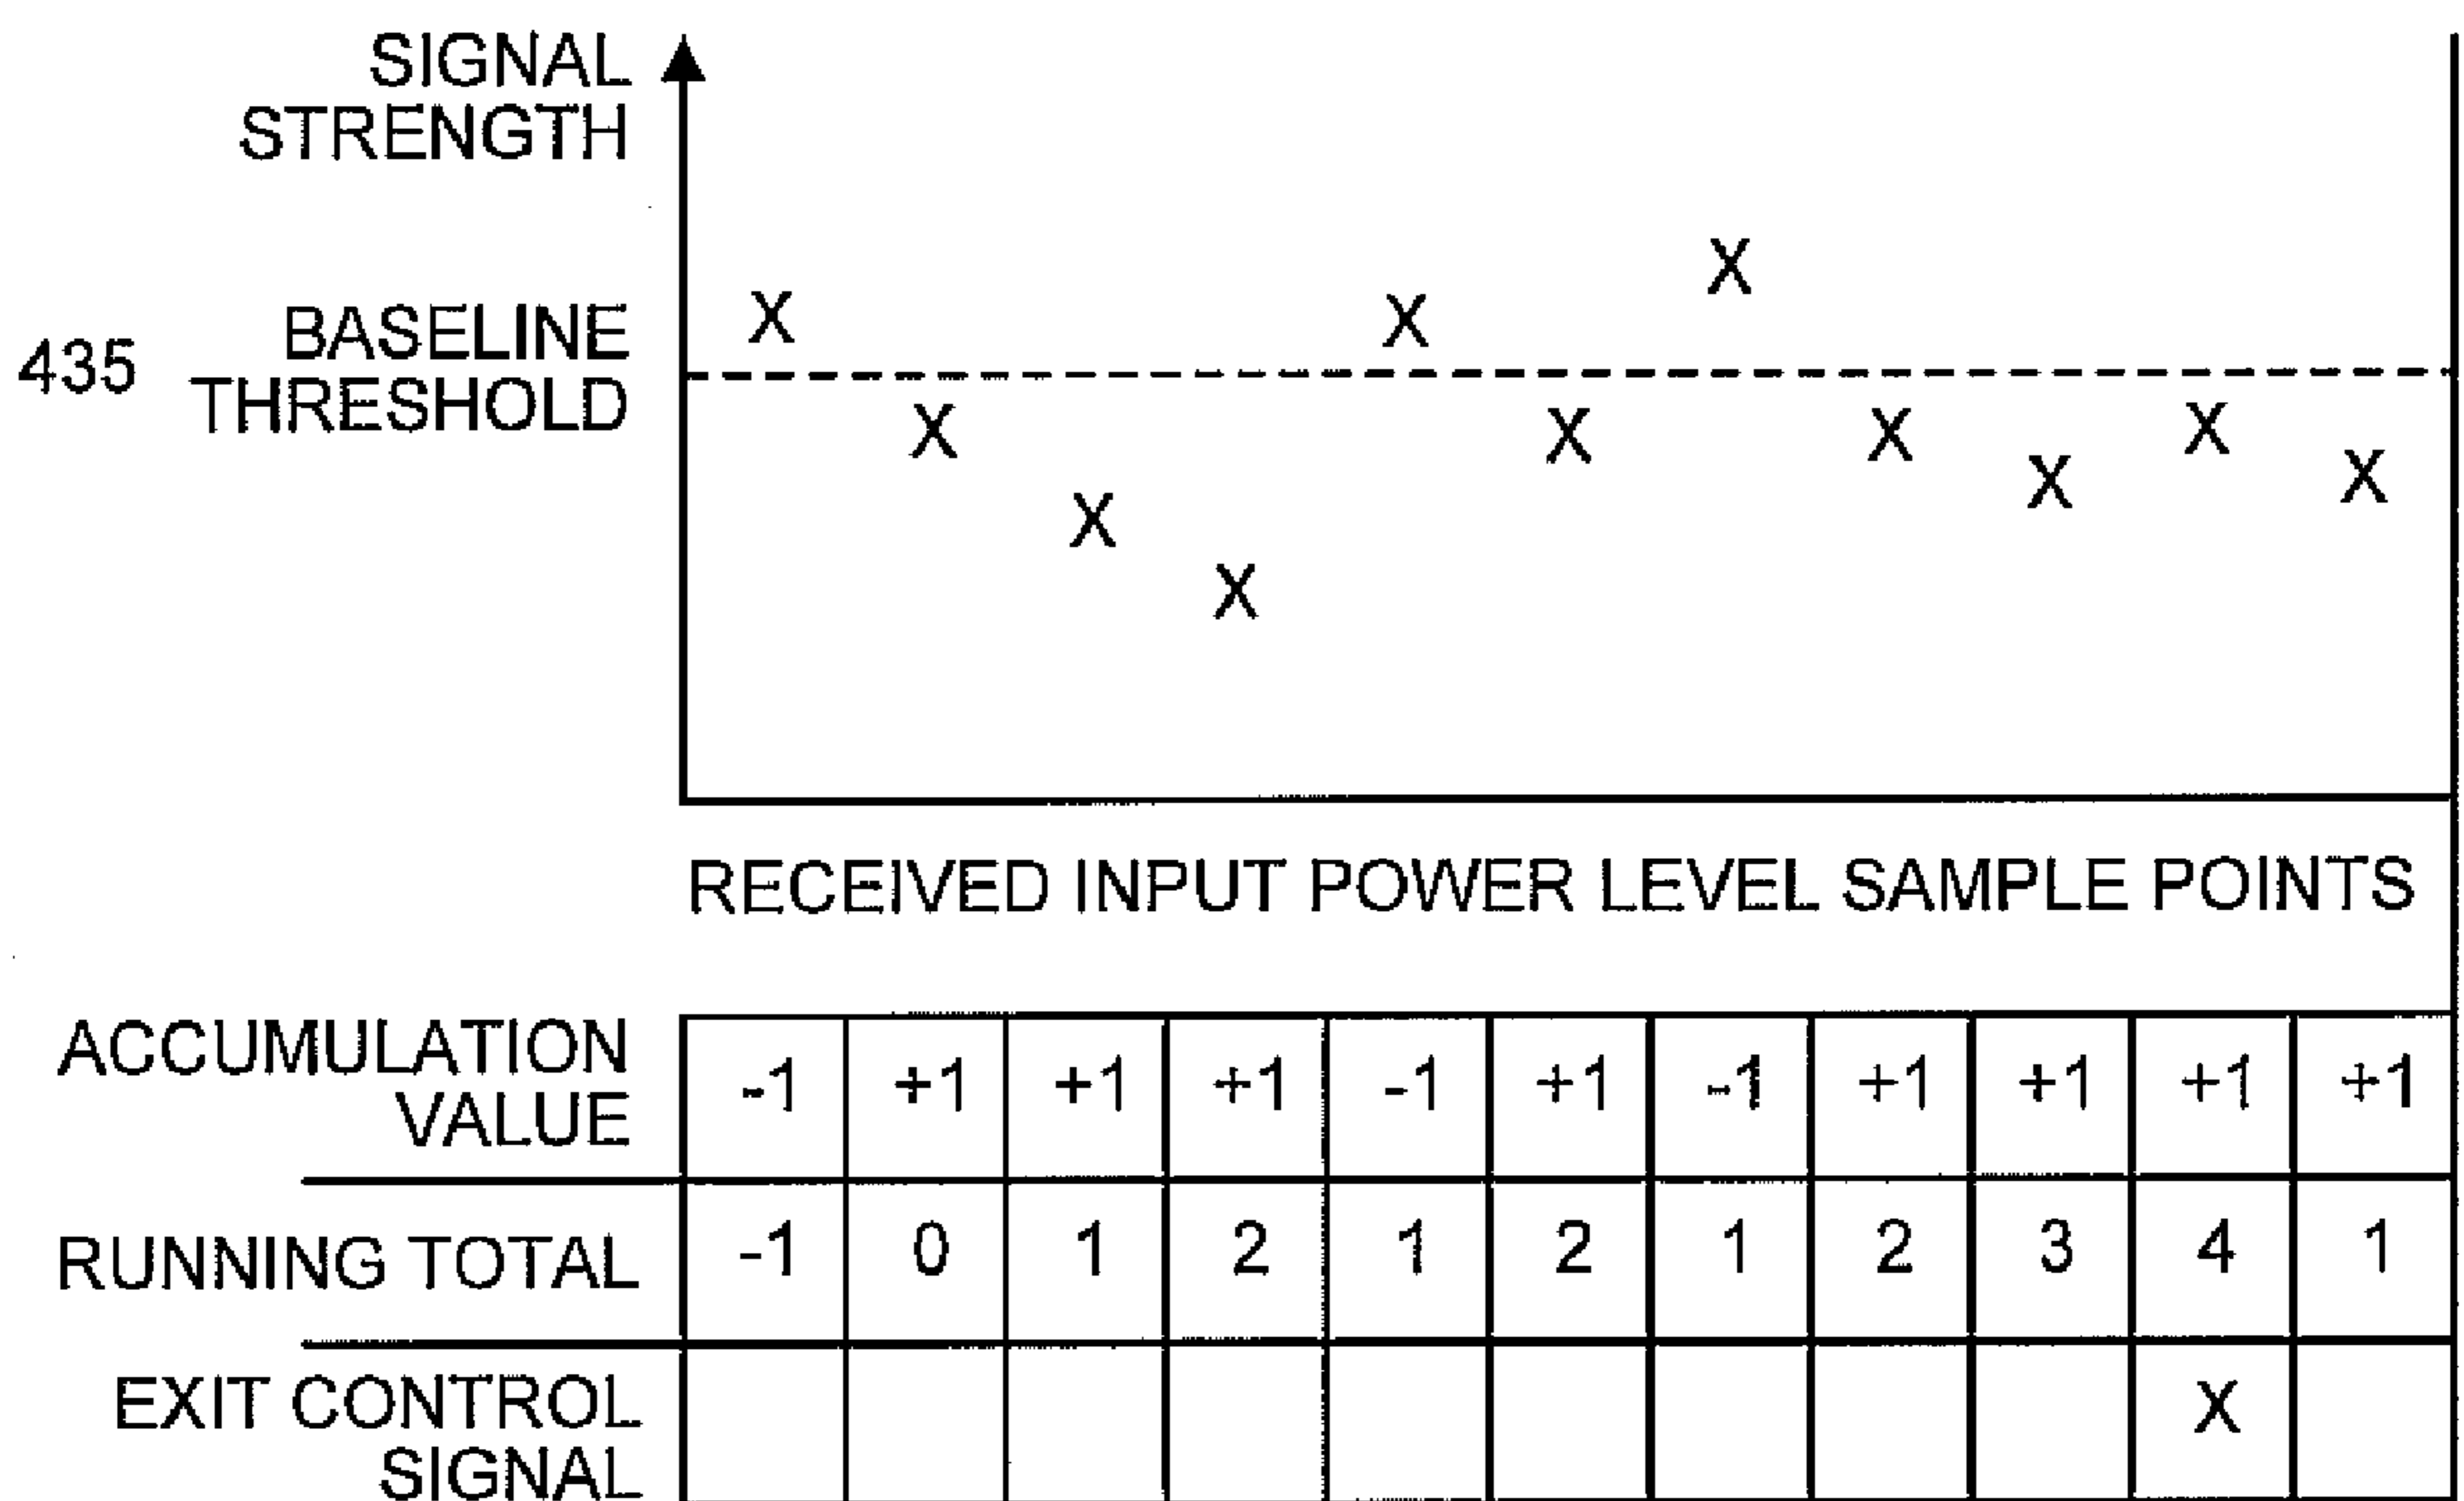 SIGNAL
STRENGTH
X
X
X
X
X
X
X
X
X
X
X
435
BASELINE
THRESHOLD
RECEIVED INPUT POWER LEVEL SAMPLE POINTS
ACCUMULATION
VALUE
-1 +1 +1 +1 -1 +1 -1 +1 +1 +1 +1
RUNNING TOTAL -1 0 1 2 1 2 1 2 3 4 1
EXIT CONTROL
SIGNAL
X